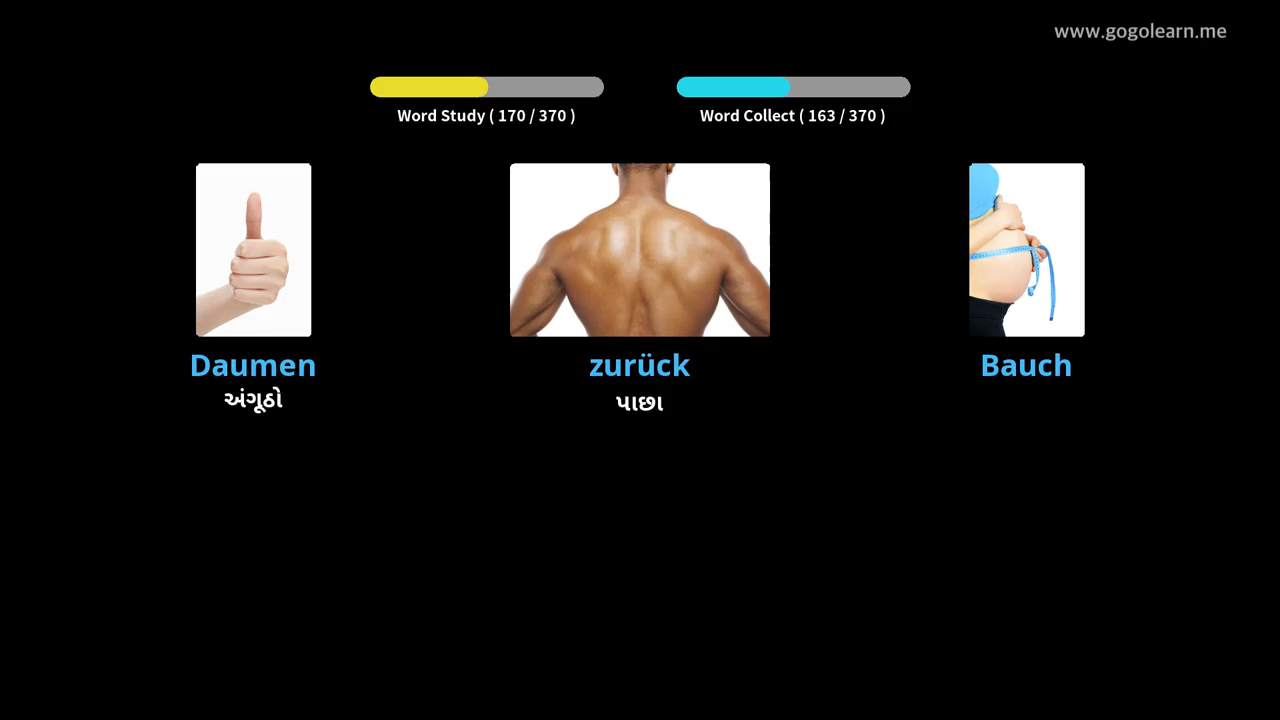 www.gogolearn.me
Word Study ( 170 / 370 )
Word Collect ( 163 / 370 )
Daumen
અંગૂઠો
zurück
પાછા
Bauch